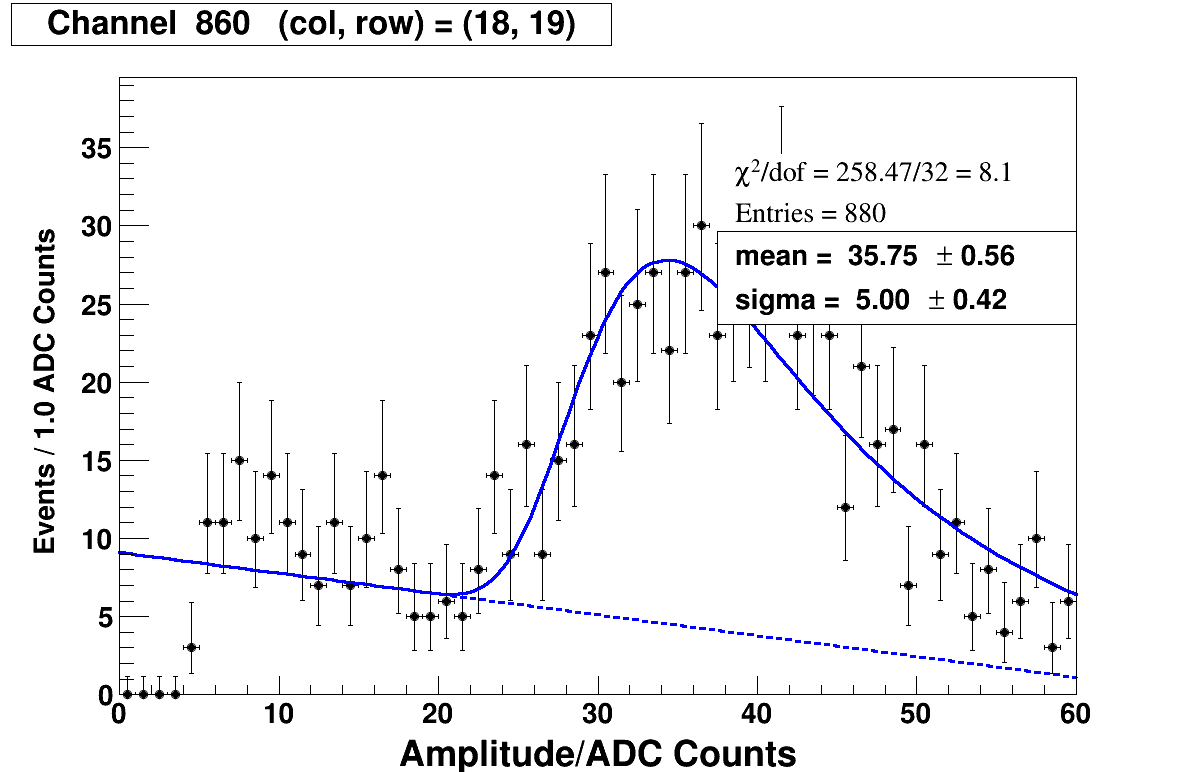 Channel 860 (col, row) = (18, 19)
χ²/dof = 258.47/32 = 8.1
Entries = 880
mean = 35.75 ± 0.56
sigma = 5.00 ± 0.42
Events / 1.0 ADC Counts
35
30
25
20
15
10
5
0
0 10 20 30 40 50 60
Amplitude/ADC Counts